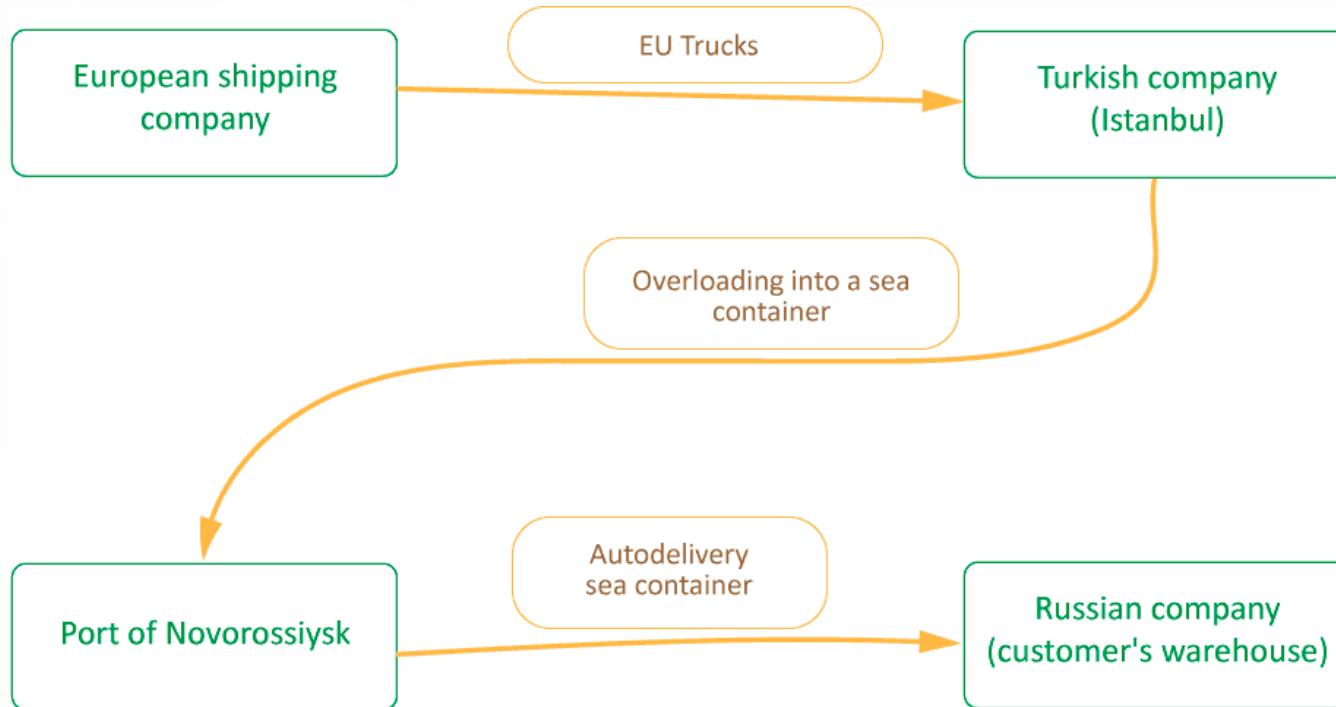 EU Trucks
European shipping
company
Turkish company
(Istanbul)
Overloading into a sea
container
Autodelivery
sea container
Port of Novorossiysk
Russian company
(customer's warehouse)